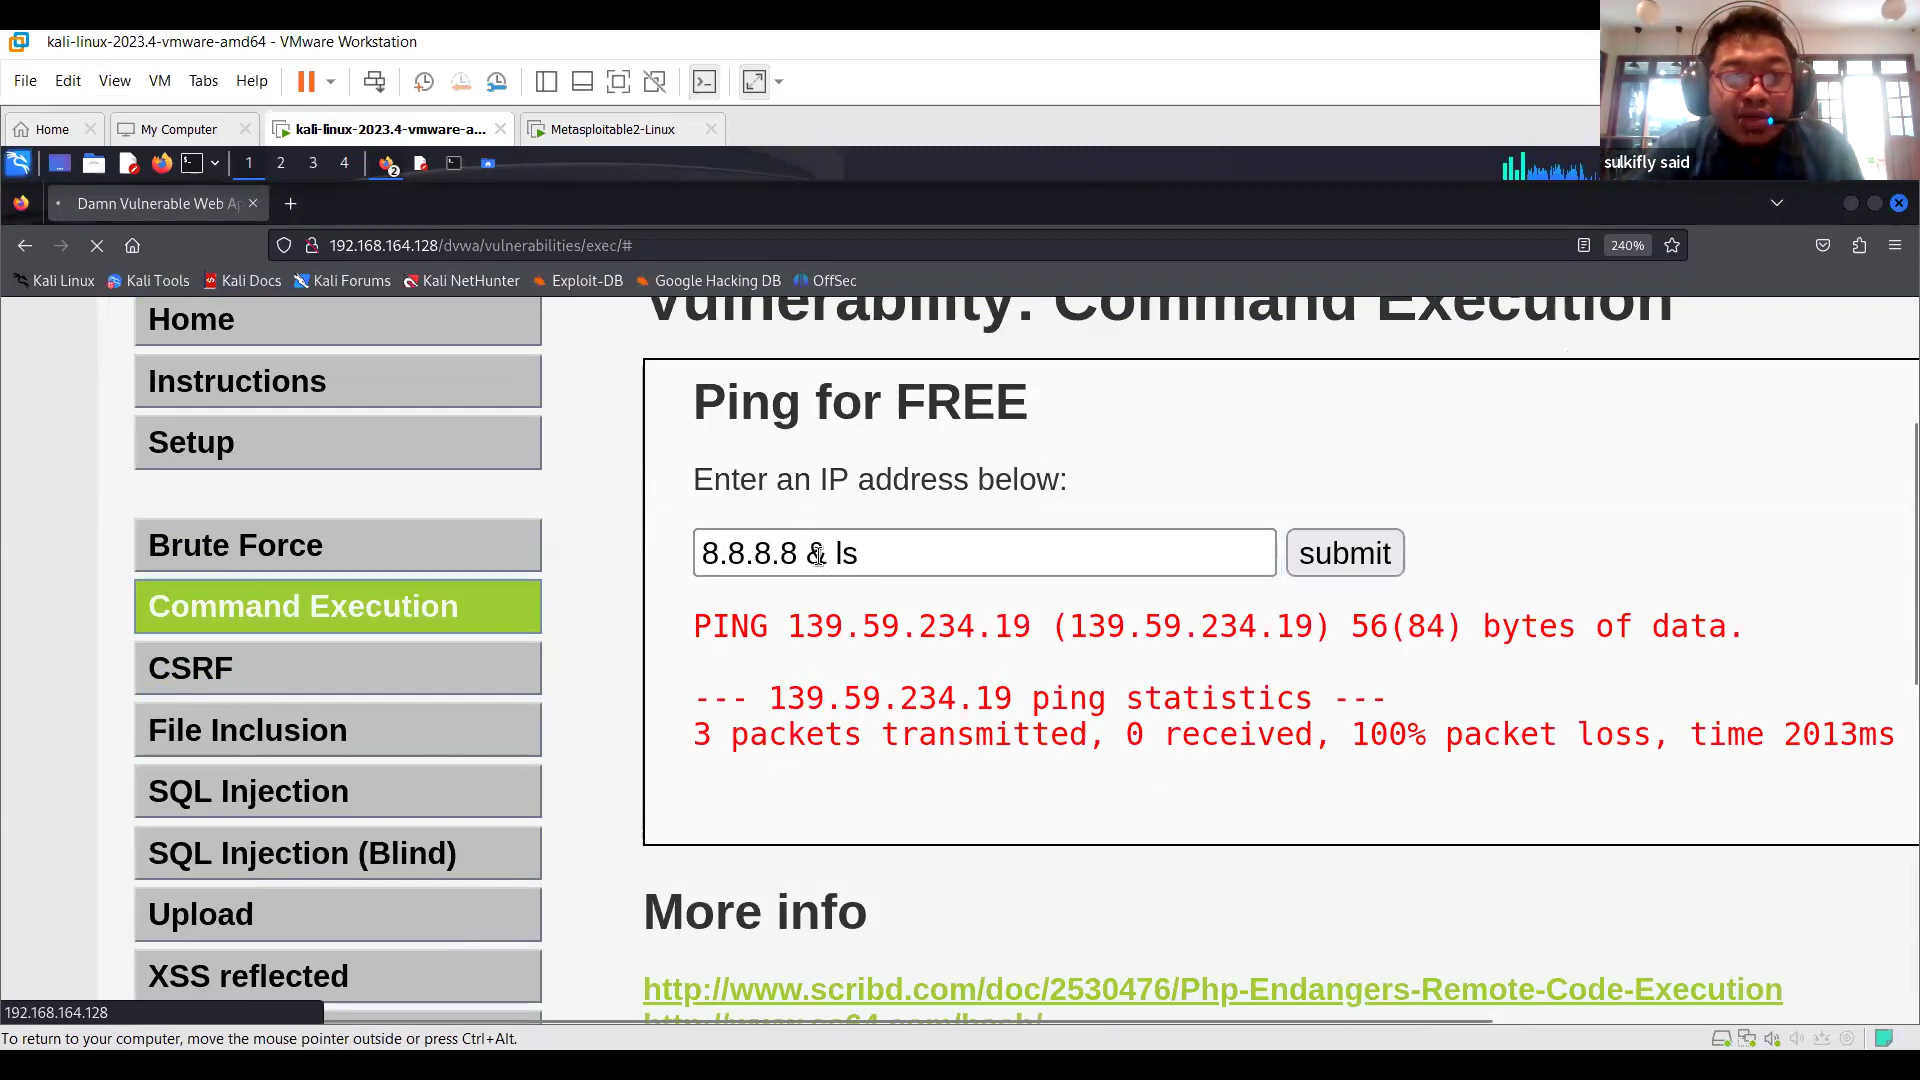 kali-linux-2023.4-vmware-amd64 - VMware Workstation
File Edit View VM Tabs Help
Home My Computer kali-linux-2023.4-vmware-a... Metasploitable2-Linux
1 2 3 4 2
sulkifly said
Damn Vulnerable Web Ap
192.168.164.128/dvwa/vulnerabilities/exec/# 240%
Kali Linux Kali Tools Kali Docs Kali Forums Kali NetHunter Exploit-DB Google Hacking DB OffSec
Home
Instructions
Setup
Brute Force
Command Execution
CSRF
File Inclusion
SQL Injection
SQL Injection (Blind)
Upload
XSS reflected
Vulnerability: Command Execution
Ping for FREE
Enter an IP address below:
8.8.8.8 & ls submit
PING 139.59.234.19 (139.59.234.19) 56(84) bytes of data.
--- 139.59.234.19 ping statistics ---
3 packets transmitted, 0 received, 100% packet loss, time 2013ms
More info
http://www.scribd.com/doc/2530476/Php-Endangers-Remote-Code-Execution
192.168.164.128
To return to your computer, move the mouse pointer outside or press Ctrl+Alt.